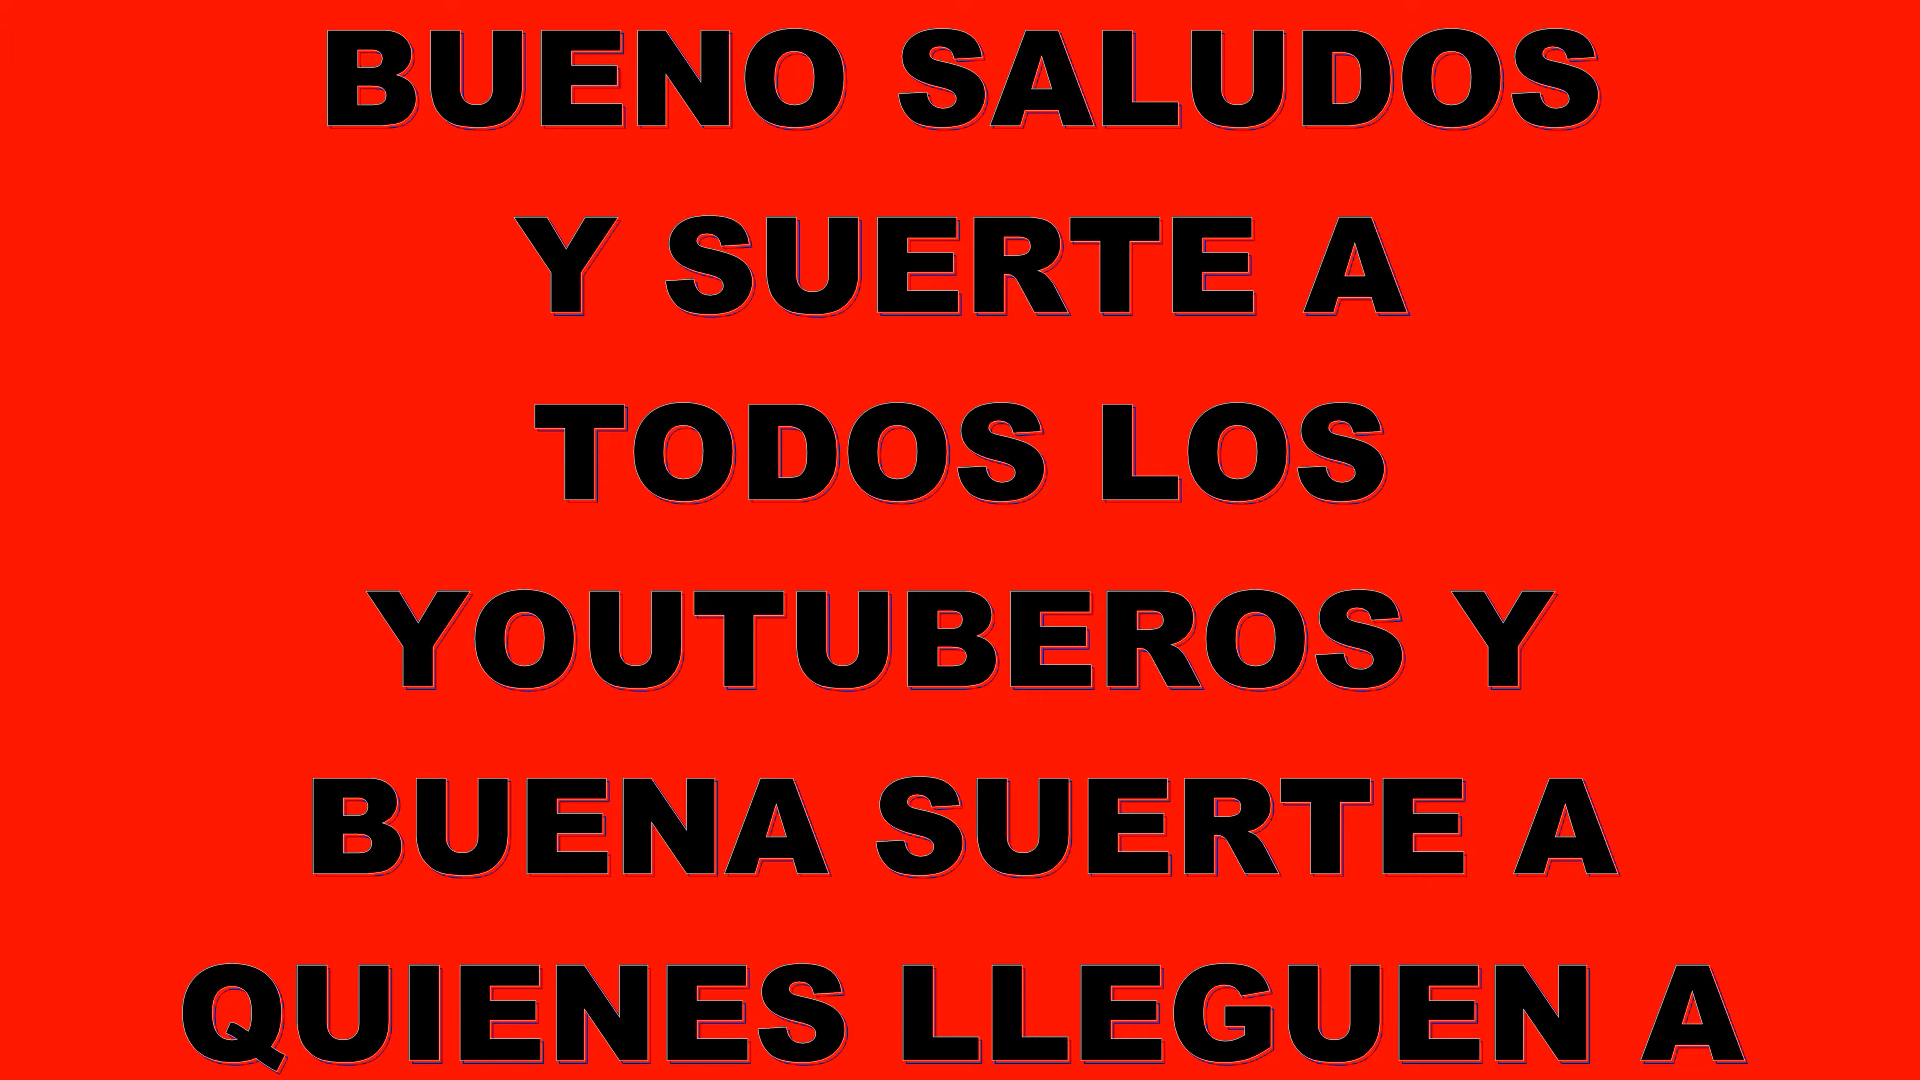 BUENO SALUDOS
Y SUERTE A
TODOS LOS
YOUTUBEROS Y
BUENA SUERTE A
QUIENES LLEGUEN A